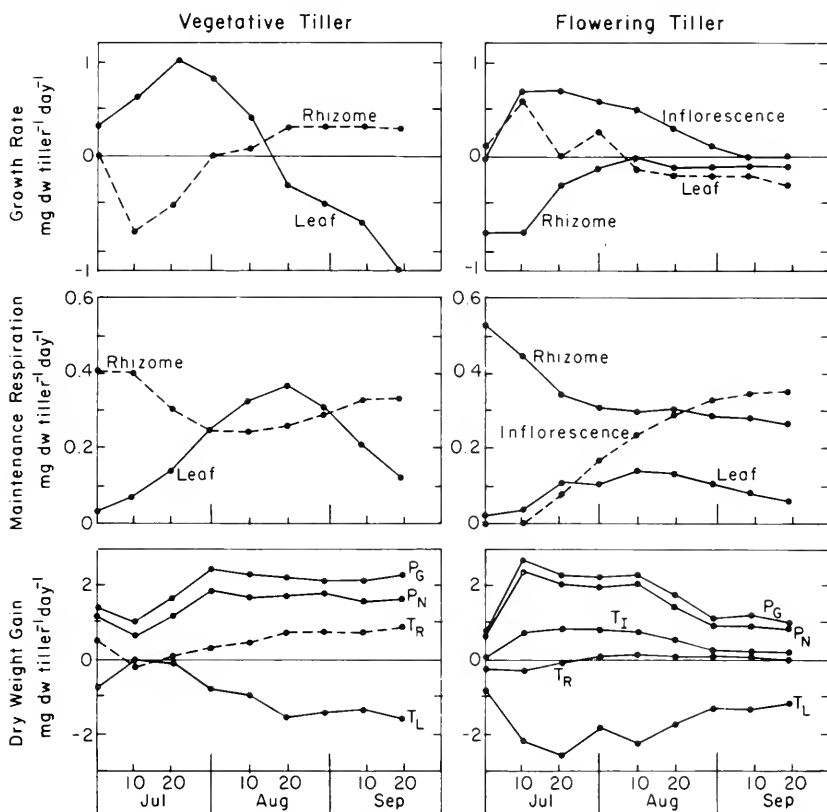 Vegetative Tiller
Flowering Tiller
Growth Rate
mg dw tiller⁻¹ day⁻¹
1
0
-1
Rhizome
Leaf
1
0
-1
Inflorescence
Leaf
Rhizome
Maintenance Respiration
mg dw tiller⁻¹ day⁻¹
0.6
0.4
0.2
0
Rhizome
Leaf
0.6
0.4
0.2
0
Rhizome
Inflorescence
Leaf
Dry Weight Gain
mg dw tiller⁻¹ day⁻¹
2
0
-2
P_G
P_N
T_R
T_L
2
0
-2
P_G
P_N
T_I
T_R
T_L
10 20 10 20 10 20
Jul Aug Sep
10 20 10 20 10 20
Jul Aug Sep